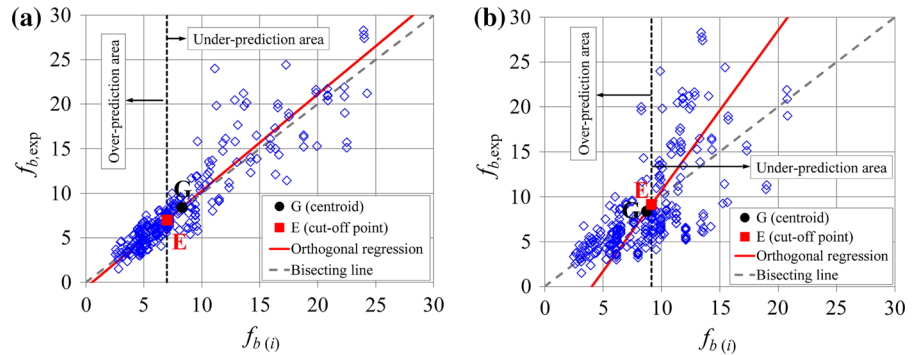 (a)
30
25
20
15
10
5
0
f_b,exp
Over-prediction area
Under-prediction area
G
E
G (centroid)
E (cut-off point)
Orthogonal regression
Bisecting line
0 5 10 15 20 25 30
f_b (i)
(b)
30
25
20
15
10
5
0
f_b,exp
Over-prediction area
Under-prediction area
E
G
G (centroid)
E (cut-off point)
Orthogonal regression
Bisecting line
0 5 10 15 20 25 30
f_b (i)